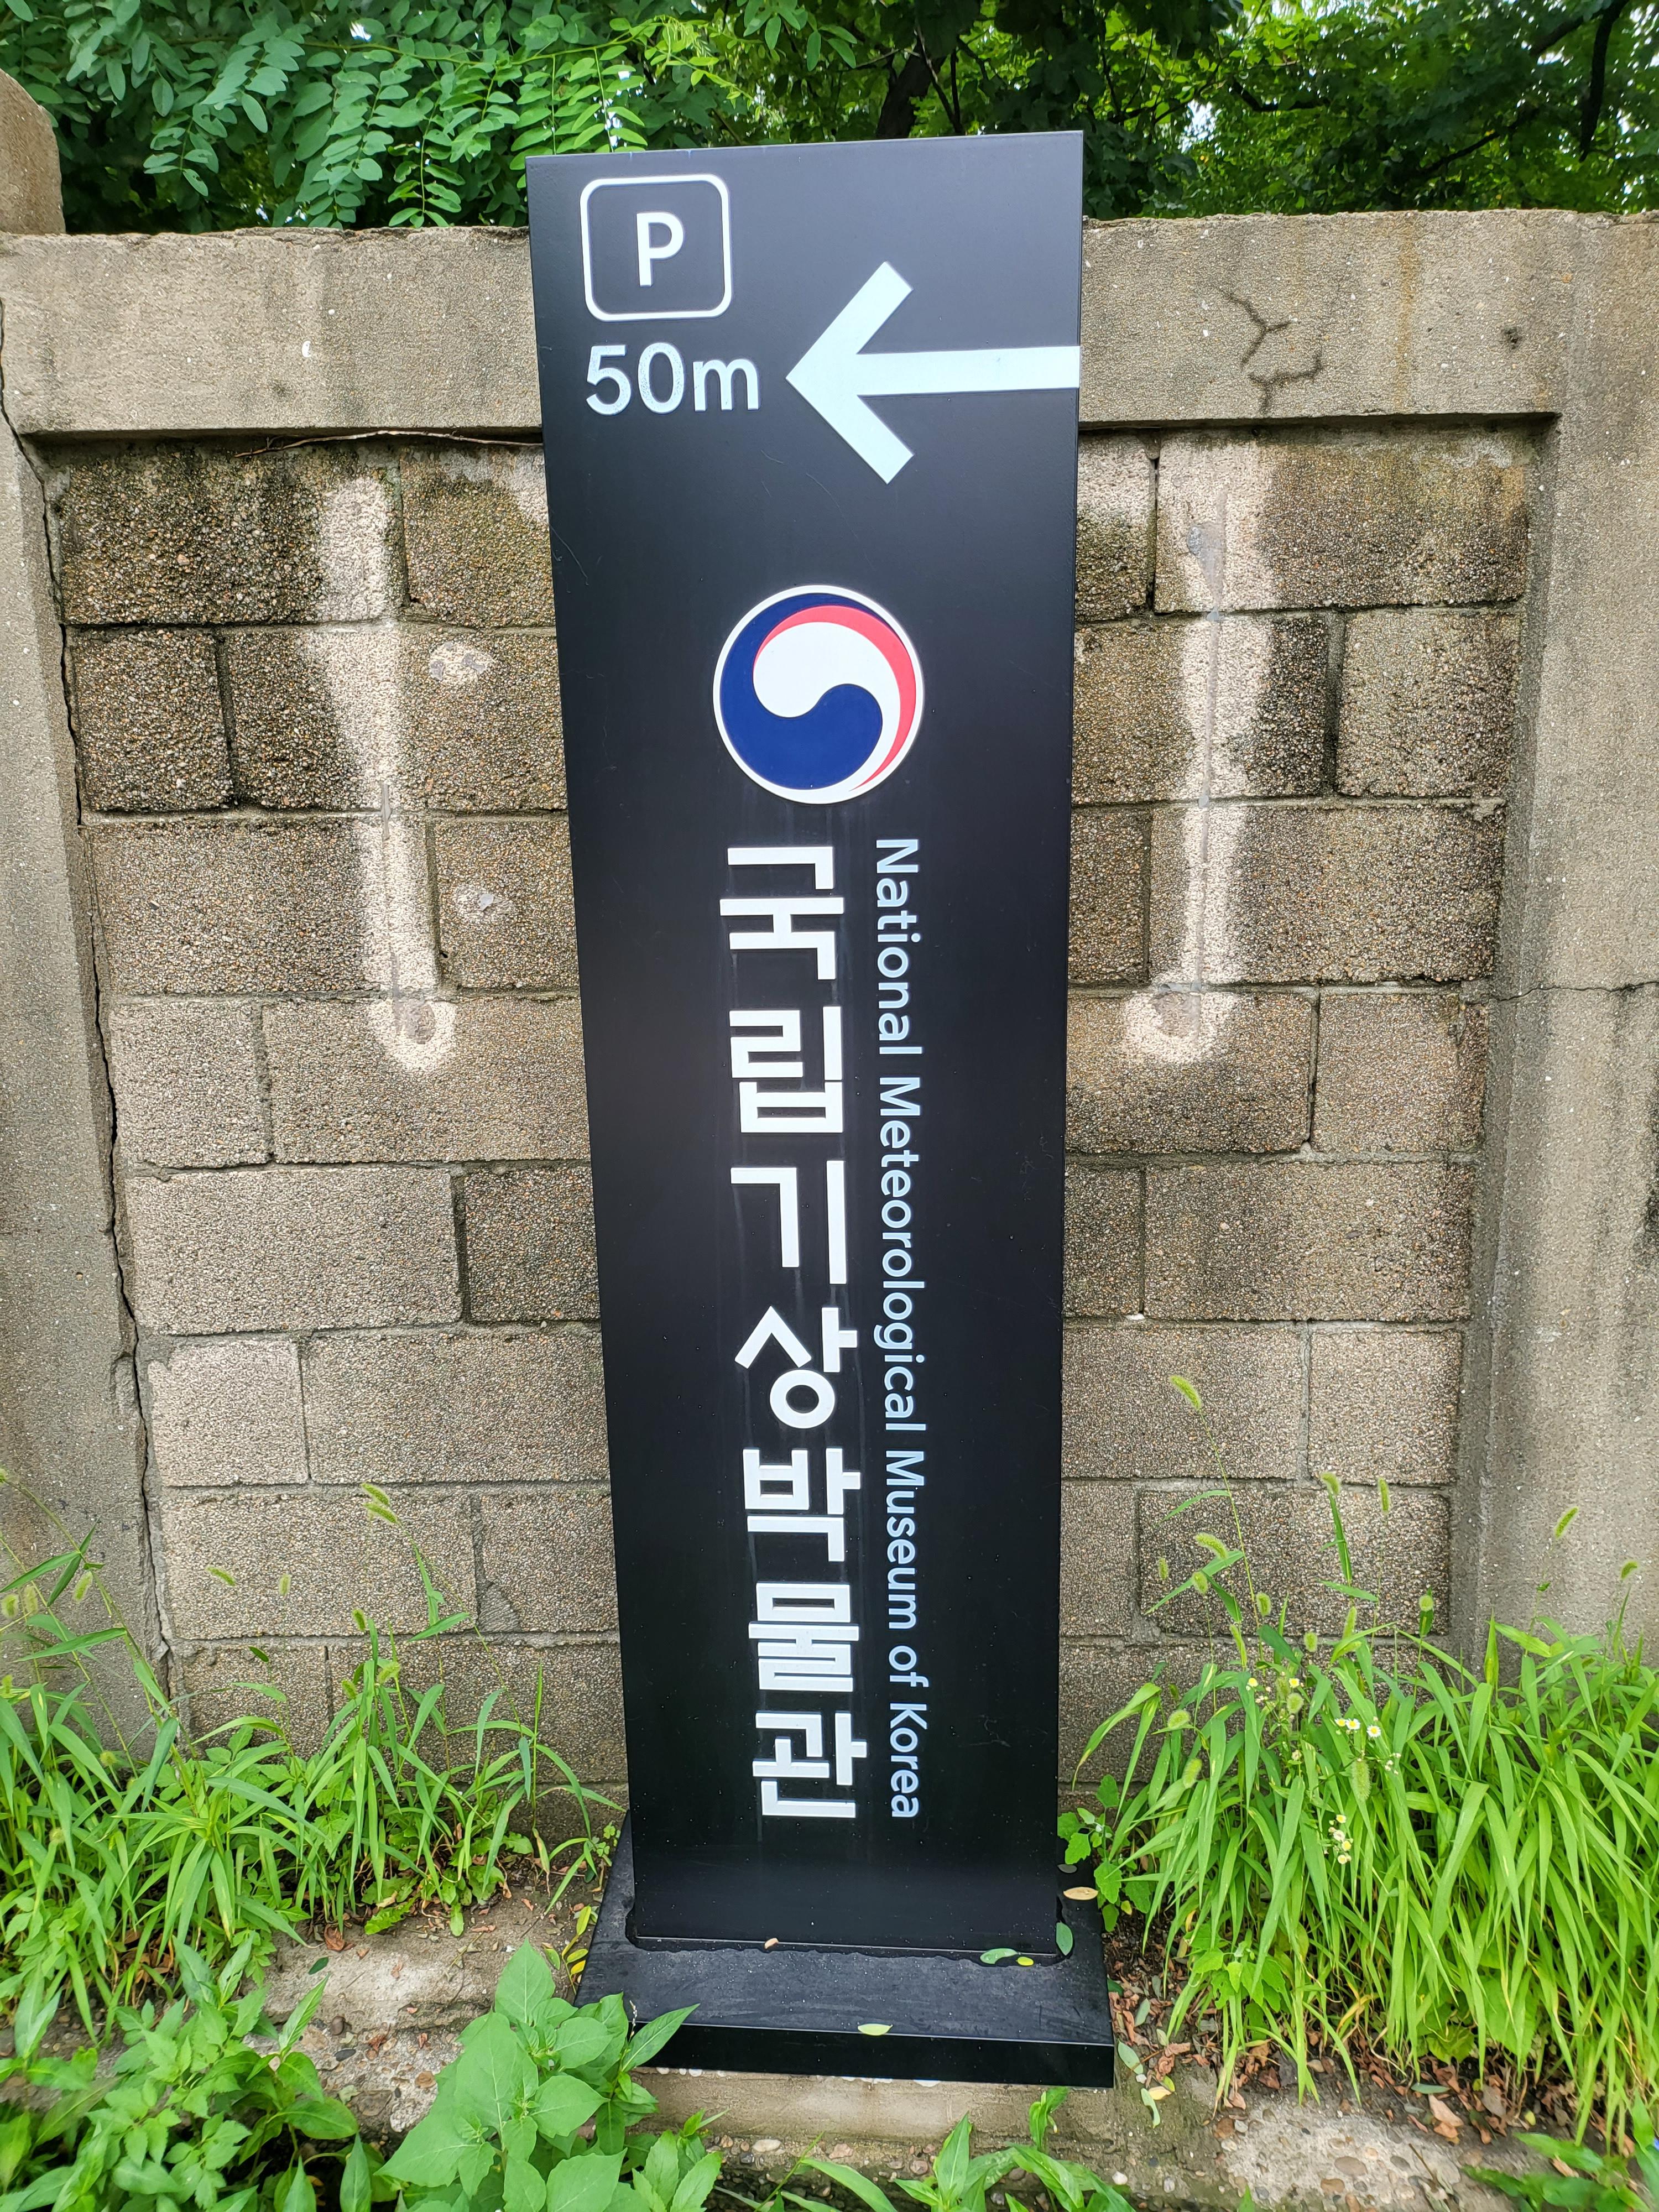 P
50m
국립기상박물관
National Meteorological Museum of Korea